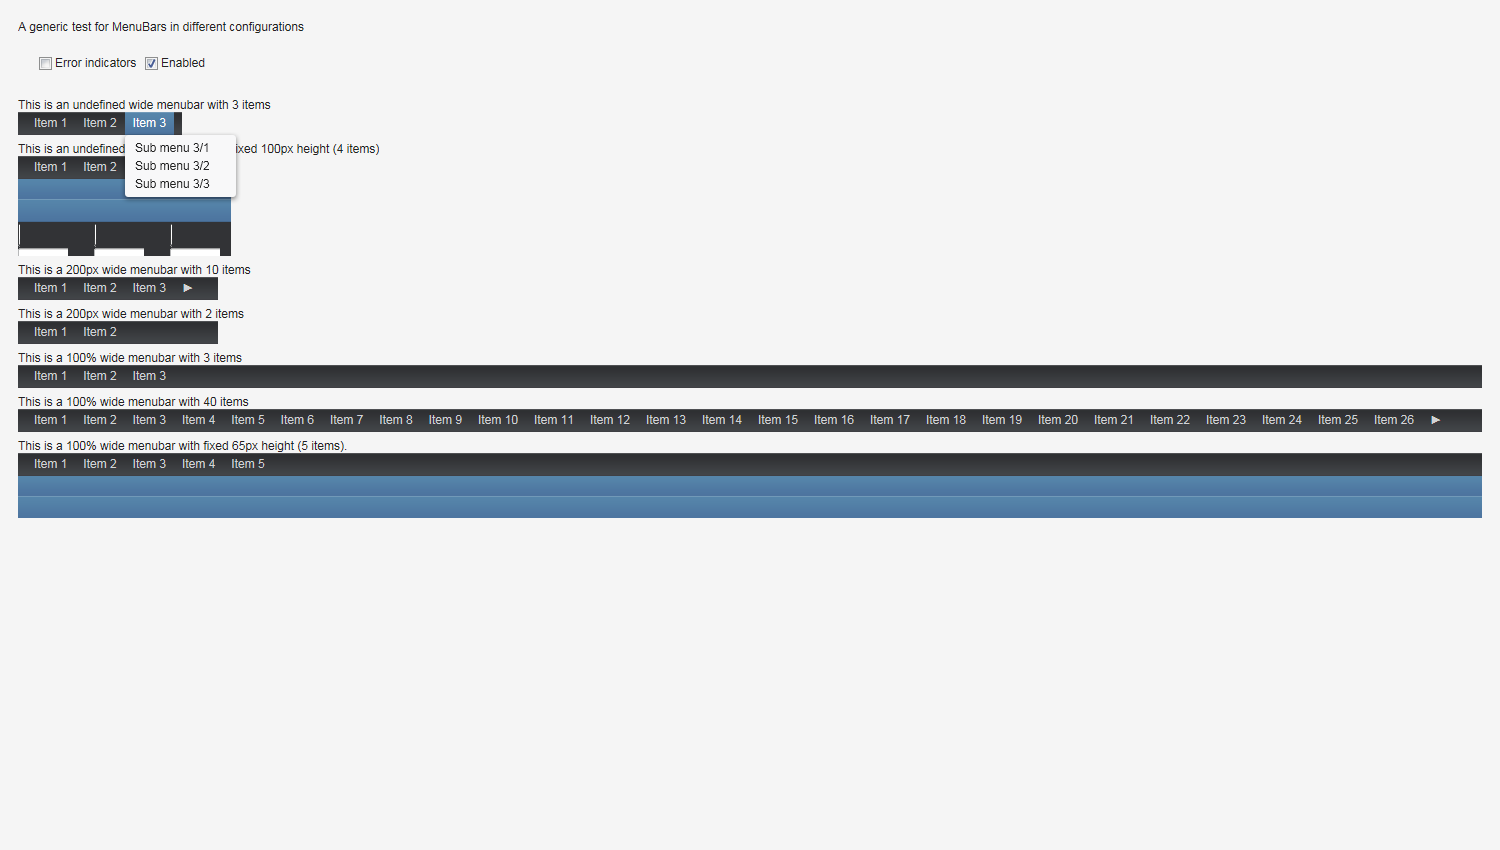 A generic test for MenuBars in different configurations
Error indicators Enabled
This is an undefined wide menubar with 3 items
Item 1 Item 2 Item 3
Sub menu 3/1
Sub menu 3/2
Sub menu 3/3
This is an undefined ixed 100px height (4 items)
Item 1 Item 2
This is a 200px wide menubar with 10 items
Item 1 Item 2 Item 3 ►
This is a 200px wide menubar with 2 items
Item 1 Item 2
This is a 100% wide menubar with 3 items
Item 1 Item 2 Item 3
This is a 100% wide menubar with 40 items
Item 1 Item 2 Item 3 Item 4 Item 5 Item 6 Item 7 Item 8 Item 9 Item 10 Item 11 Item 12 Item 13 Item 14 Item 15 Item 16 Item 17 Item 18 Item 19 Item 20 Item 21 Item 22 Item 23 Item 24 Item 25 Item 26 ►
This is a 100% wide menubar with fixed 65px height (5 items).
Item 1 Item 2 Item 3 Item 4 Item 5